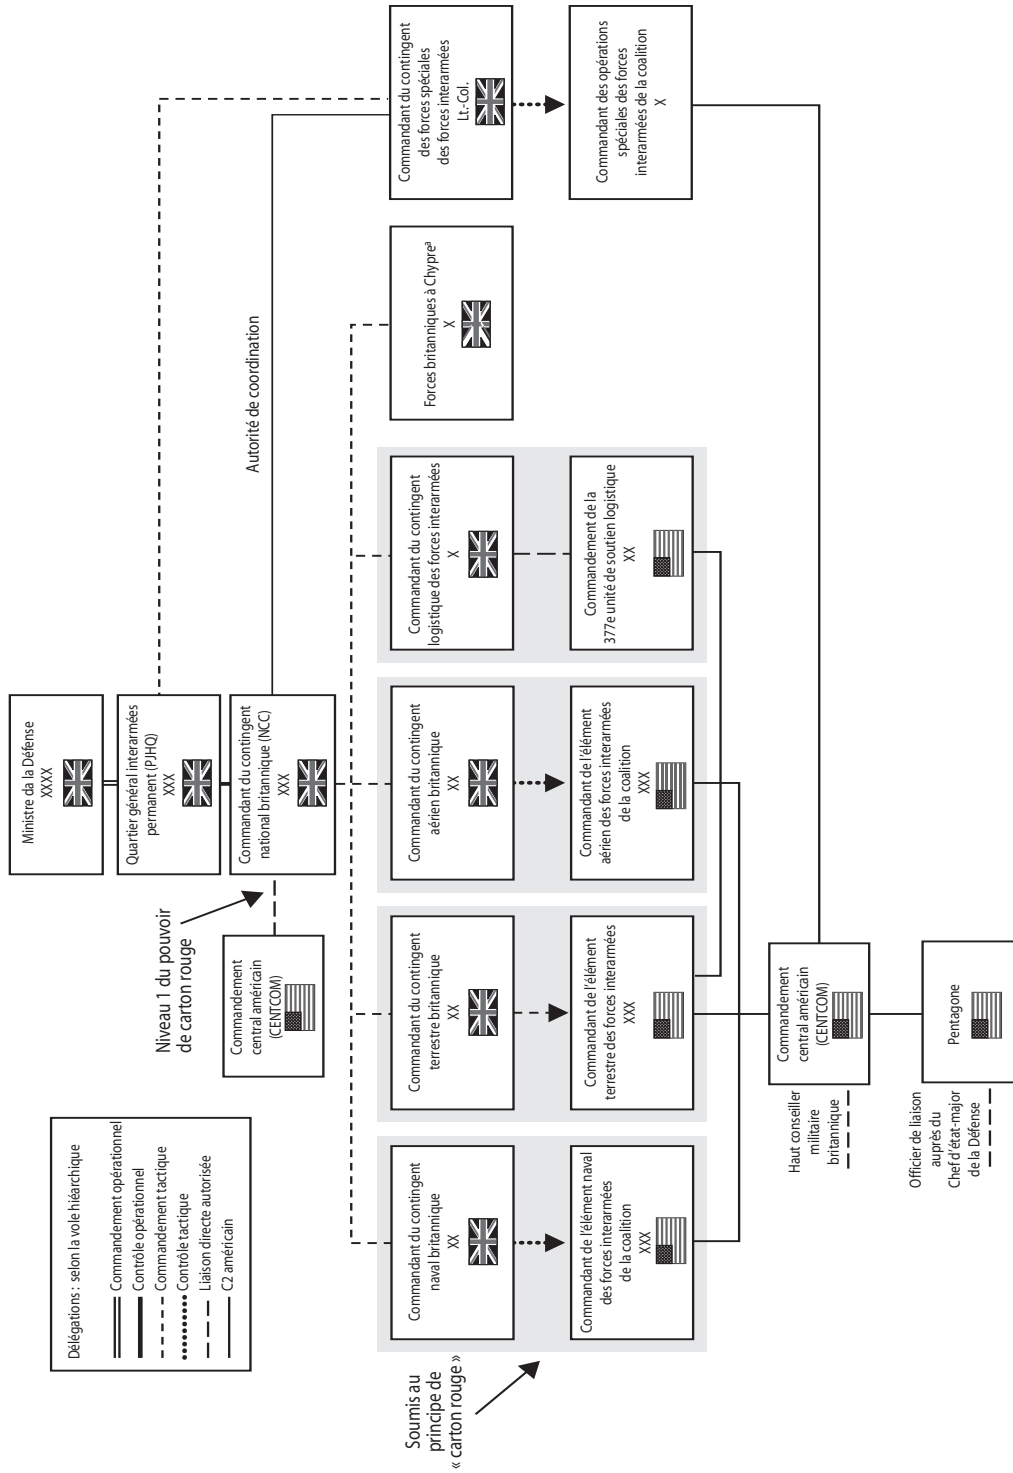 Délégations : selon la vole hiéarchique
Commandement opérationnel
Contrôle opérationnel
Commandement tactique
Contrôle tactique
Liaison directe autorisée
C2 américain
Ministre da la Défense
XXXX
Quartier général interarmées
permanent (PJHQ)
XXX
Commandant du contingent
national britannique (NCC)
XXX
Niveau 1 du pouvoir
de carton rouge
Commandement
central américain
(CENTCOM)
Autorité de coordination
Soumis au
principe de
« carton rouge »
Commandant du contingent
naval britannique
XX
Commandant du contingent
terrestre britannique
XX
Commandant du contingent
aérien britannique
XX
Commandant du contingent
logistique des forces interarmées
X
Forces britanniques à Chypreª
X
Commandant du contingent
des forces spéciales
des forces interarmées
Lt.-Col.
Commandant de l'élément naval
des forces interarmées
de la coalition
XXX
Commandant de l'élément
terrestre des forces interarmées
XXX
Commandant de l'élément
aérien des forces interarmées
de la coalition
XXX
Commandement de la
377e unité de soutien logistique
XX
Commandant des opérations
spéciales des forces
interarmées de la coalition
X
Haut conseiller
militaire
britannique
Commandement
central américain
(CENTCOM)
Officier de liaison
auprès du
Chef d'état-major
de la Défense
Pentagone